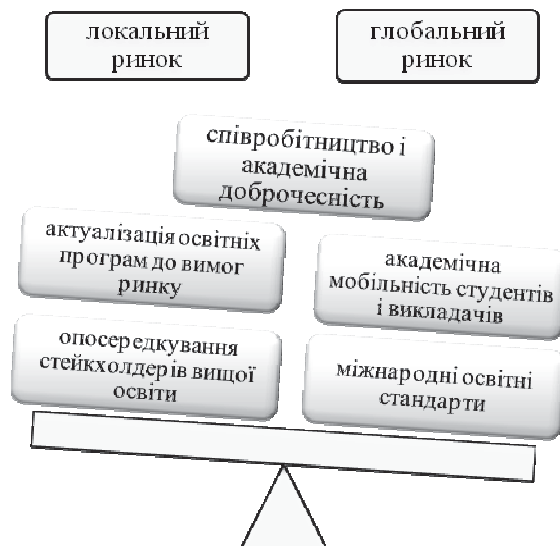 локальний
ринок
глобальний
ринок
співробітництво і
академічна
доброчесність
актуалізація освітніх
програм до вимог
ринку
академічна
мобільність студентів
і викладачів
опосередкування
стейкхолдерів вищої
освіти
міжнародні освітні
стандарти